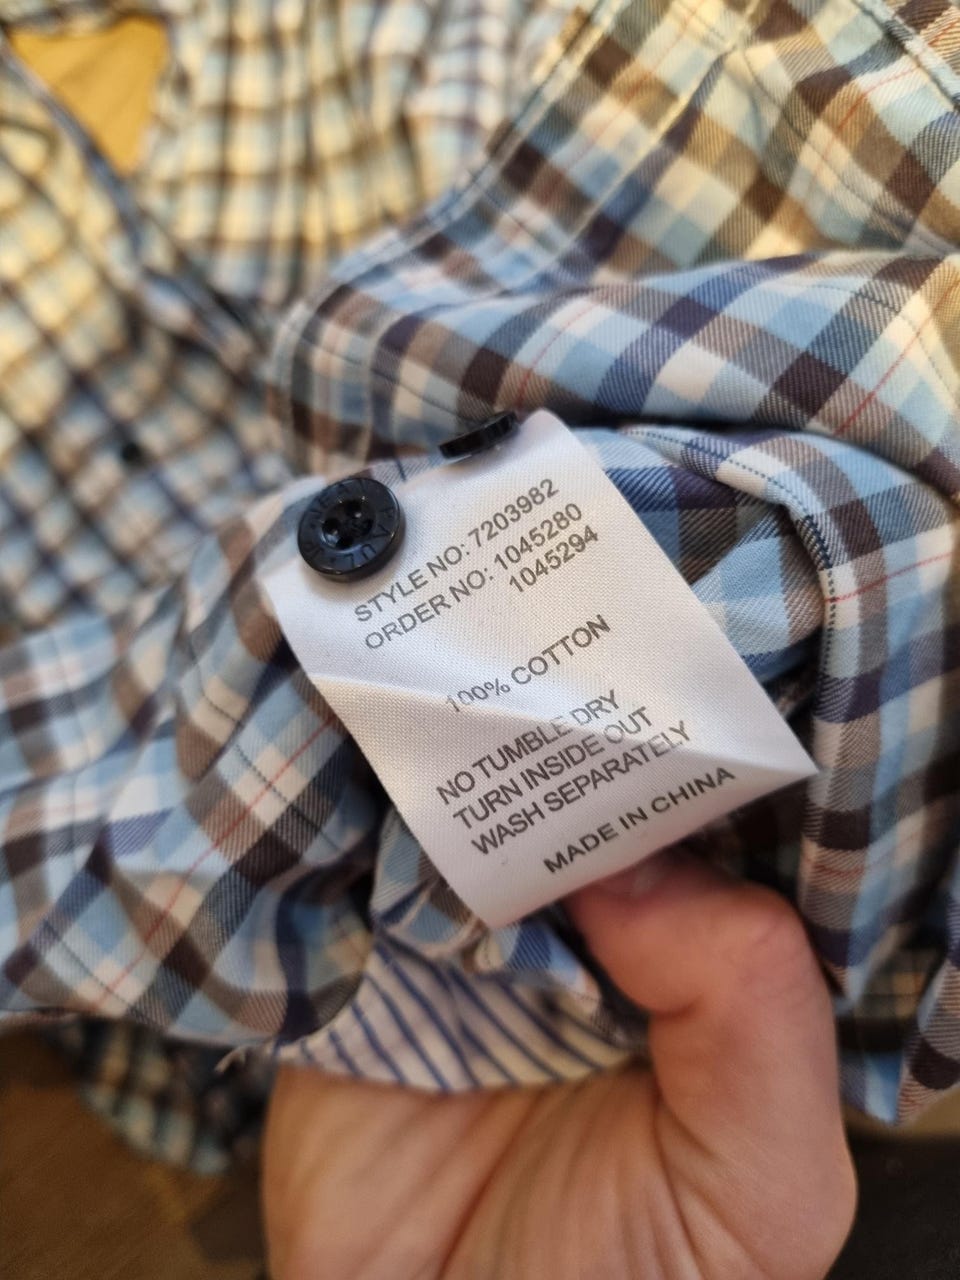 STYLE NO: 7203982
ORDER NO: 1045280
1045294
100% COTTON
NO TUMBLE DRY
TURN INSIDE OUT
WASH SEPARATELY
MADE IN CHINA